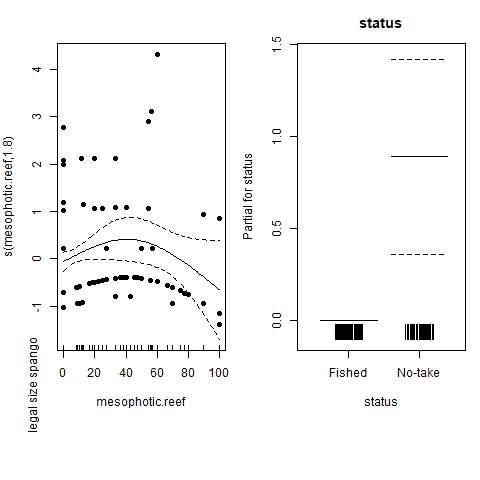 status
s(mesophotic.reef,1.8)
4
3
2
1
0
-1
0 20 40 60 80 100
mesophotic.reef
legal size spango
Partial for status
1.5
1.0
0.5
0.0
Fished No-take
status